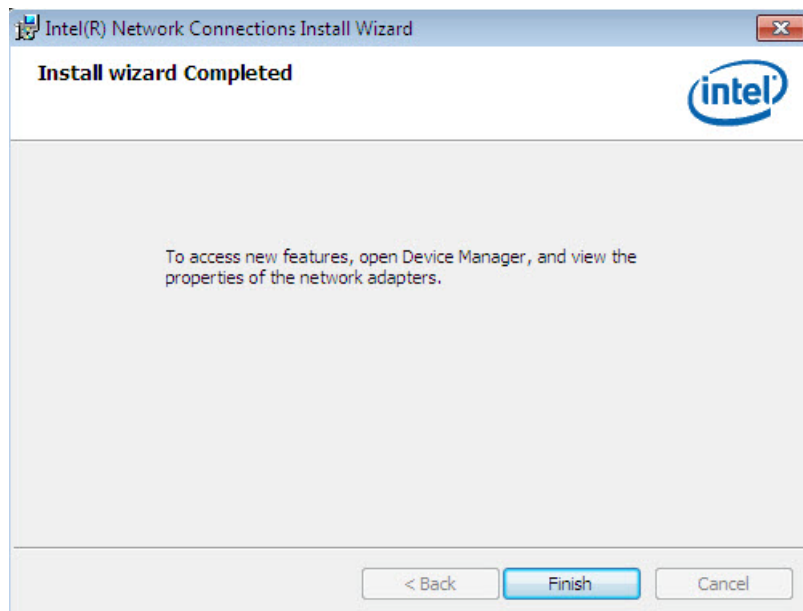 Intel(R) Network Connections Install Wizard
Install wizard Completed
intel
To access new features, open Device Manager, and view the
properties of the network adapters.
< Back
Finish
Cancel